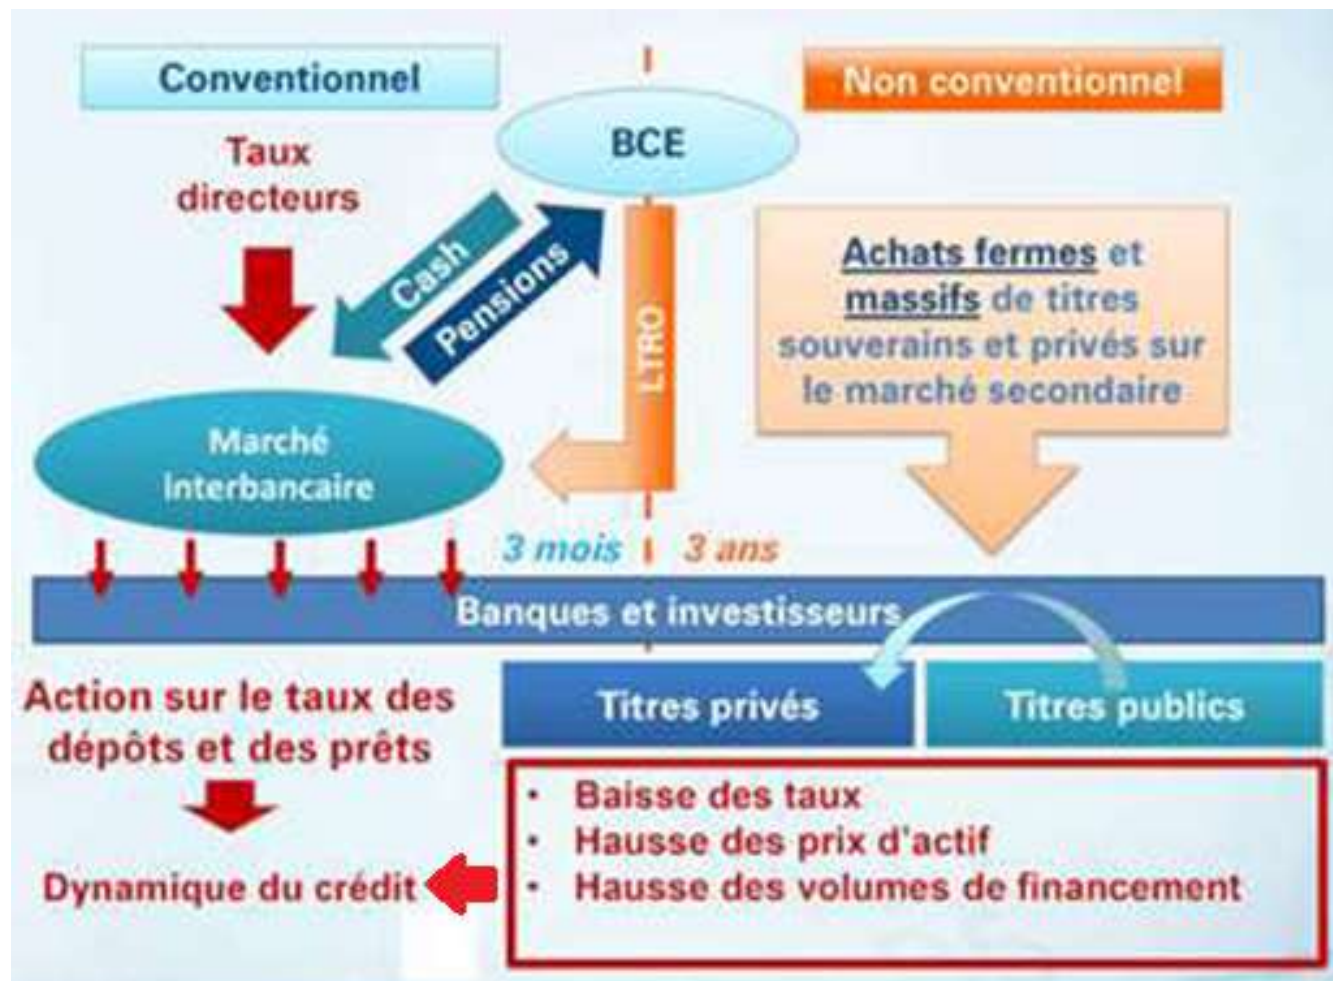 Conventionnel
Non conventionnel
BCE
Taux
directeurs
Cash
Pensions
LTRO
Achats fermes et
massifs de titres
souverains et privés sur
le marché secondaire
Marché
Interbancaire
3 mois
3 ans
Banques et investisseurs
Action sur le taux des
dépôts et des prêts
Titres privés
Titres publics
• Baisse des taux
• Hausse des prix d'actif
• Hausse des volumes de financement
Dynamique du crédit